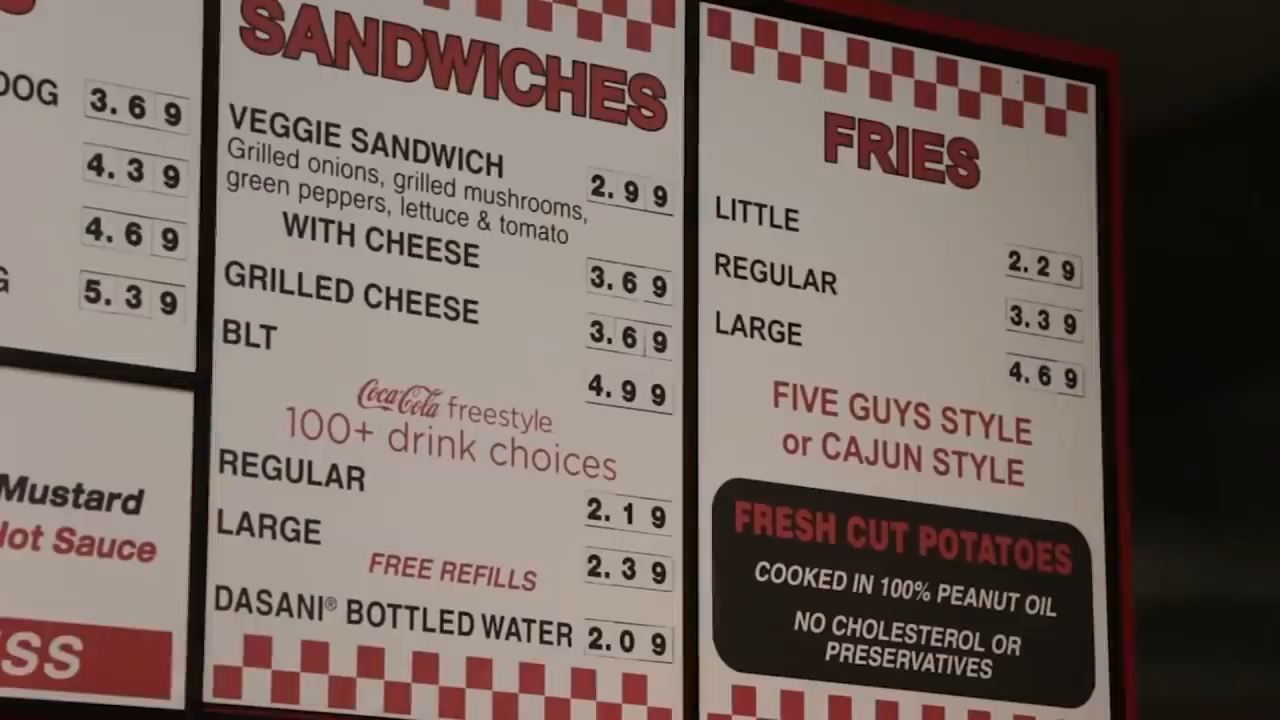 DOG 3.69
4.39
4.69
G 5.39
Mustard
Hot Sauce
SS
SANDWICHES
VEGGIE SANDWICH 2.99
Grilled onions, grilled mushrooms,
green peppers, lettuce & tomato
WITH CHEESE 3.69
GRILLED CHEESE 3.69
BLT 4.99
Coca-Cola freestyle
100+ drink choices
REGULAR 2.19
LARGE 2.39
FREE REFILLS
DASANI® BOTTLED WATER 2.09
FRIES
LITTLE 2.29
REGULAR 3.39
LARGE 4.69
FIVE GUYS STYLE
or CAJUN STYLE
FRESH CUT POTATOES
COOKED IN 100% PEANUT OIL
NO CHOLESTEROL OR
PRESERVATIVES